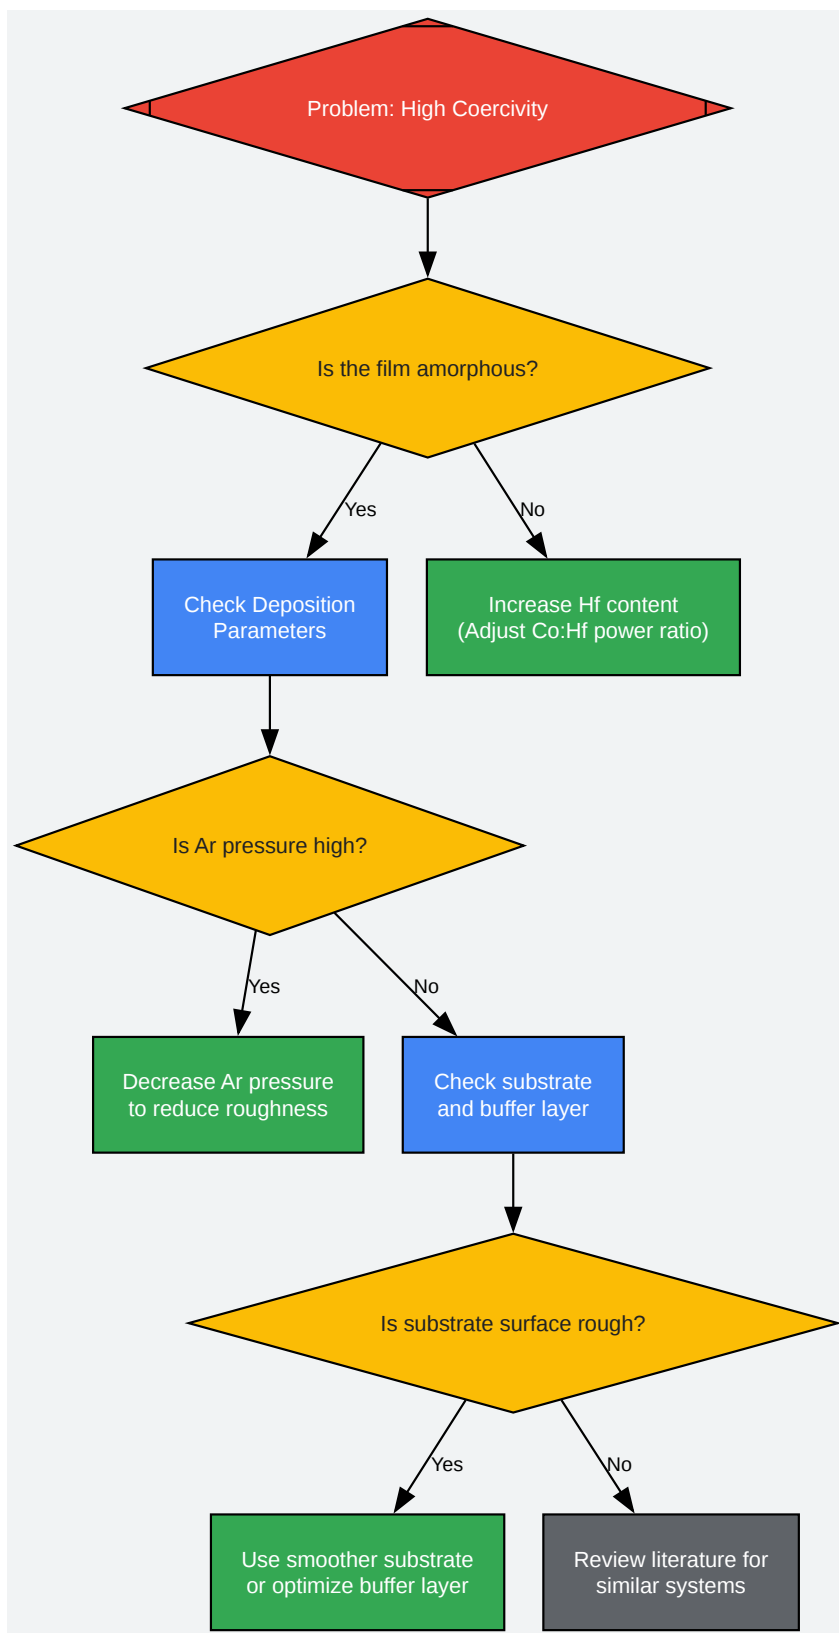 Problem: High Coercivity
Is the film amorphous?
Yes
No
Check Deposition
Parameters
Increase Hf content
(Adjust Co:Hf power ratio)
Is Ar pressure high?
Yes
No
Decrease Ar pressure
to reduce roughness
Check substrate
and buffer layer
Is substrate surface rough?
Yes
No
Use smoother substrate
or optimize buffer layer
Review literature for
similar systems